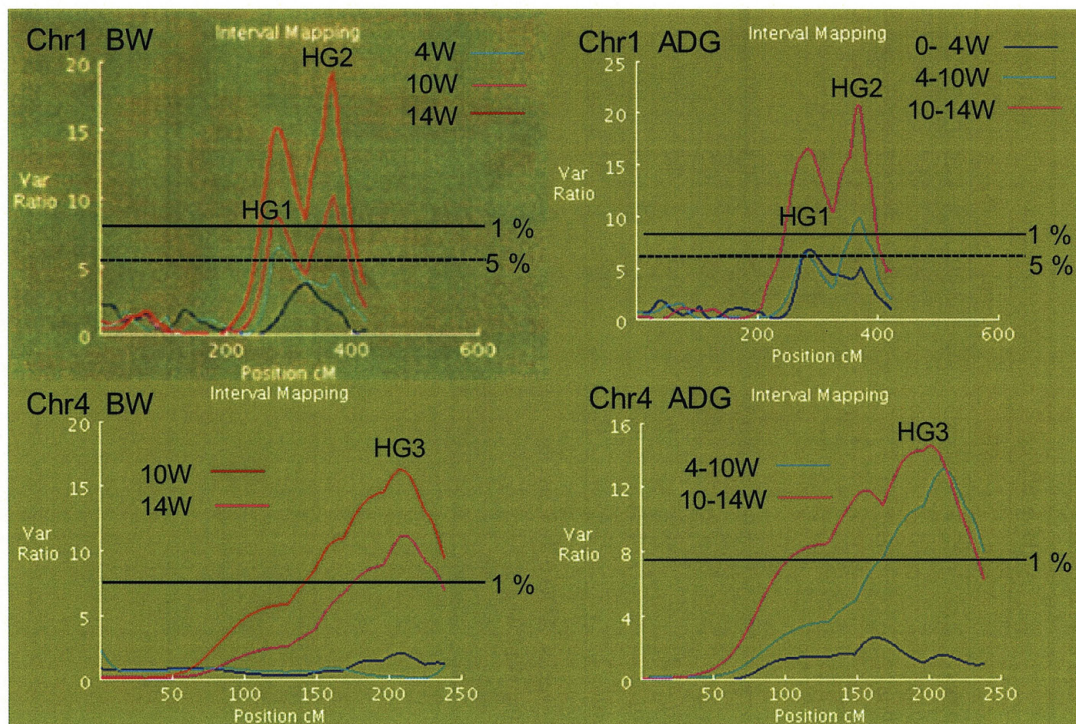 Chr1 BW
Interval Mapping
HG2
HG1
4W
10W
14W
20
15
10
5
0
Var
Ratio
1 %
5 %
200
400
600
Position cM
Chr1 ADG
Interval Mapping
HG2
HG1
0- 4W
4-10W
10-14W
25
20
15
10
5
0
Var
Ratio
1 %
5 %
200
400
600
Position cM
Chr4 BW
Interval Mapping
HG3
10W
14W
20
15
10
5
0
Var
Ratio
1 %
50
100
150
200
250
Position cM
Chr4 ADG
Interval Mapping
HG3
4-10W
10-14W
16
12
8
4
0
Var
Ratio
1 %
50
100
150
200
250
Position cM